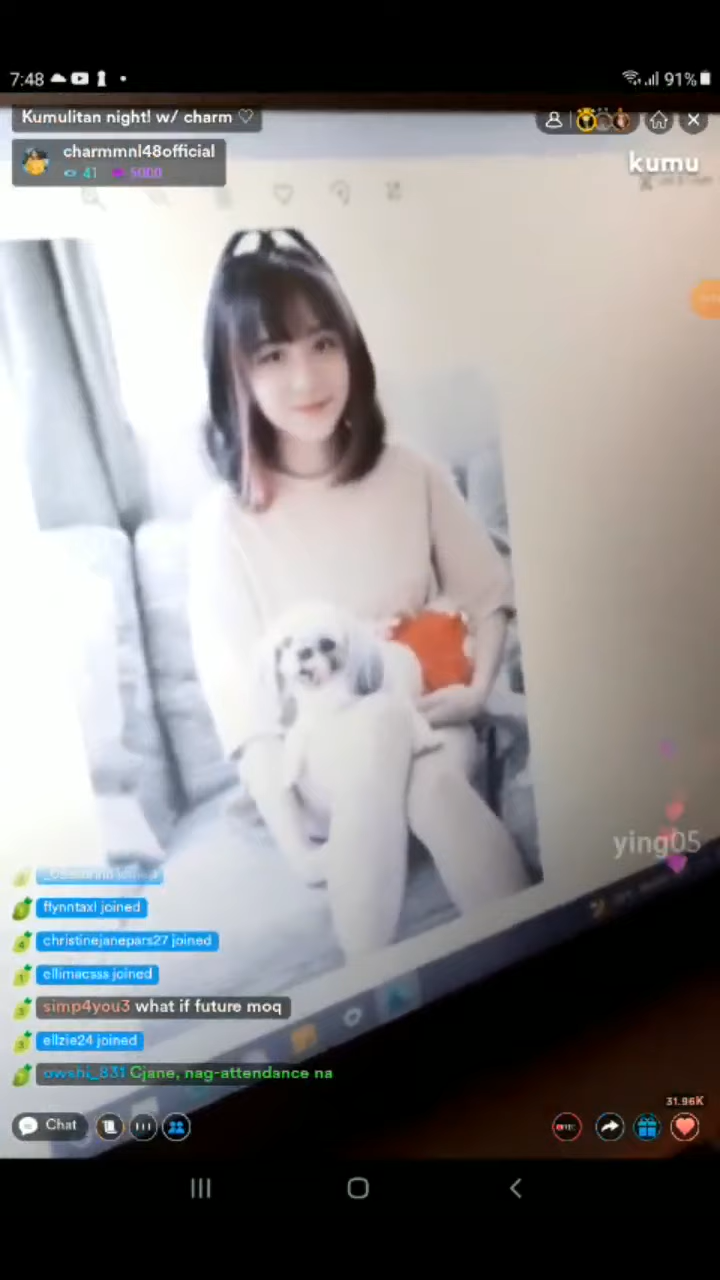 7:48
91%
Kumulitan night! w/ charm ♡
charmmnl48official
41 5000
kumu
ying05
flynntaxl joined
christinejanepars27 joined
ellimacsss joined
simp4you3 what if future moq
ellzie24 joined
owshi_831 Cjane, nag-attendance na
31.96K
Chat